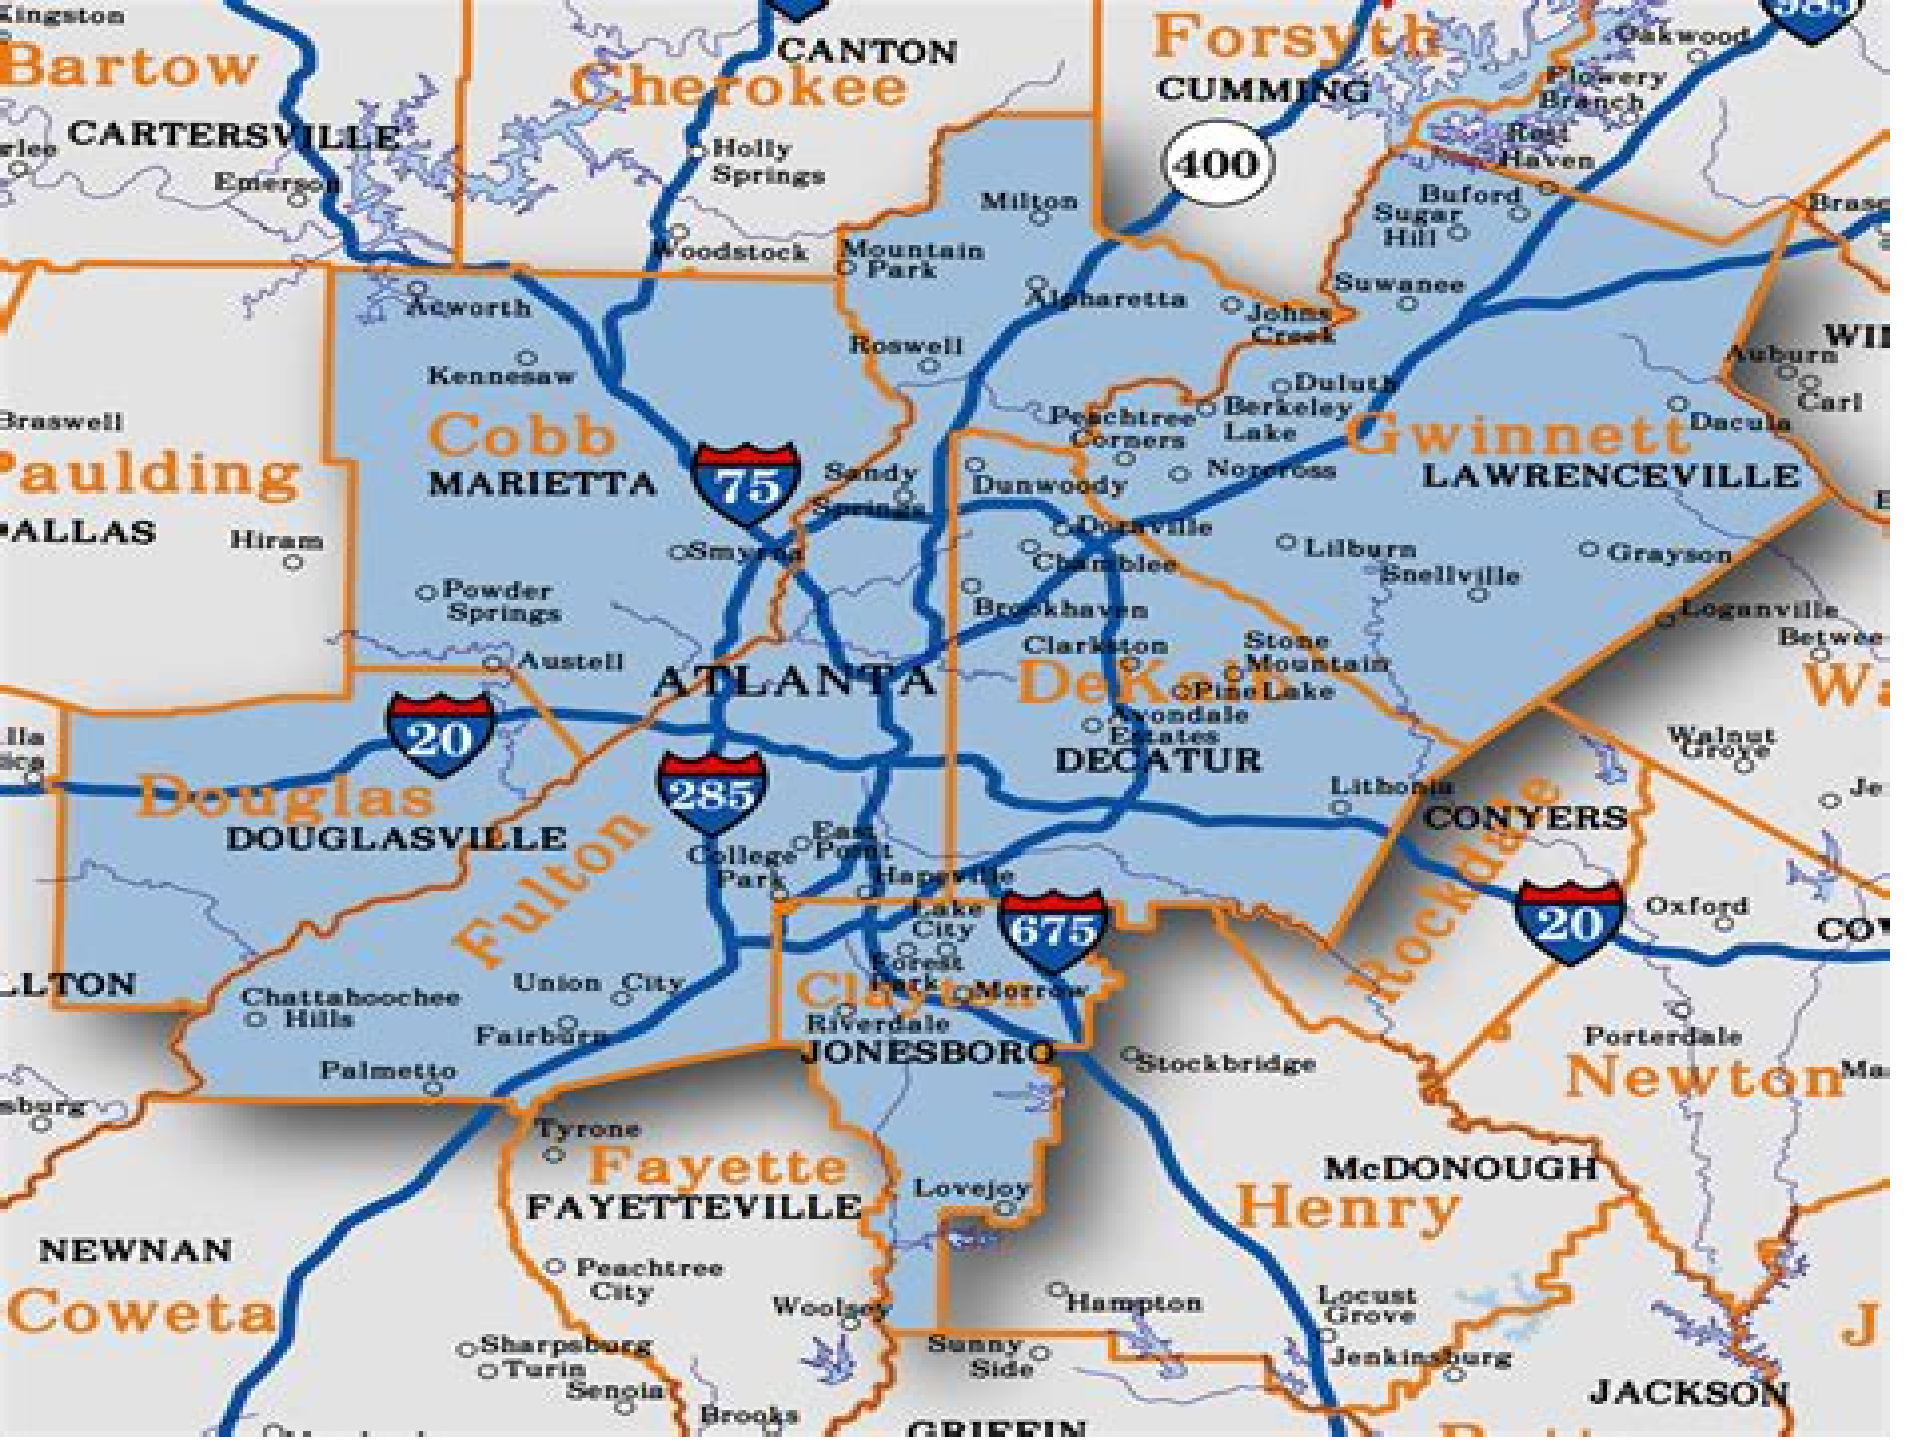 Kingston
Bartow
CARTERSVILLE
Emerson
CANTON
Cherokee
Holly
Springs
Woodstock
Forsyth
CUMMING
400
985
Oakwood
Flowery
Branch
Rest
Haven
Buford
Sugar
Hill
Suwanee
Milton
Mountain
Park
Alpharetta
Johns
Creek
Roswell
Acworth
Kennesaw
Cobb
MARIETTA
75
Braswell
Paulding
Hiram
Powder
Springs
Smyrna
Austell
Sandy
Springs
Dunwoody
Peachtree
Corners
Duluth
Berkeley
Lake
Norcross
Gwinnett
LAWRENCEVILLE
Dacula
Auburn
Carl
Doraville
Chamblee
Brookhaven
Lilburn
Snellville
Grayson
Loganville
Clarkston
Stone
Mountain
ATLANTA
DeKalb
Pine Lake
Avondale
Estates
DECATUR
Lithonia
20
285
Douglas
DOUGLASVILLE
Fulton
East
Point
College
Park
Hapeville
Lake
City
675
Forest
Park
Morrow
Clayton
Riverdale
JONESBORO
Lovejoy
Union City
Fairburn
Palmetto
Chattahoochee
Hills
CONYERS
Rockdale
20
Walnut
Grove
Oxford
Porterdale
Newton
Stockbridge
McDONOUGH
Henry
Hampton
Locust
Grove
Jenkinsburg
JACKSON
Tyrone
Fayette
FAYETTEVILLE
Peachtree
City
Woolsey
Brooks
Sunny
Side
GRIFFIN
NEWNAN
Coweta
Sharpsburg
Turin
Senoia